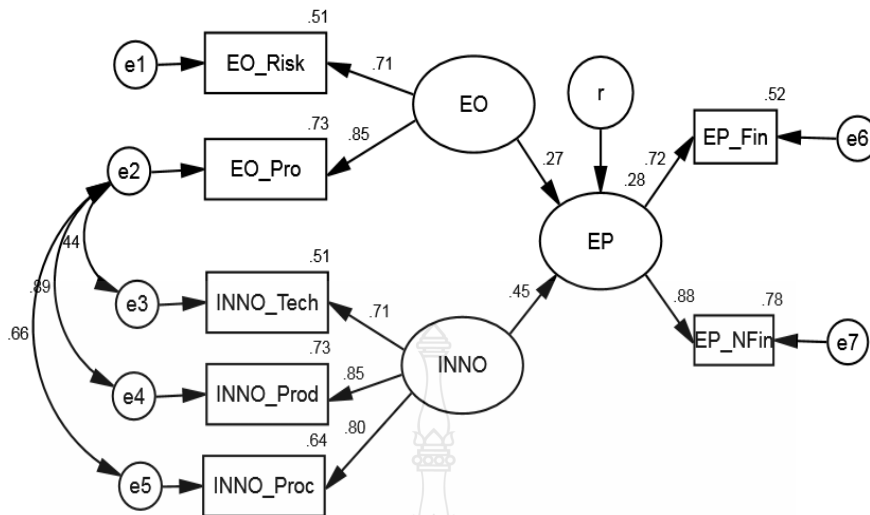 .51
e1
EO_Risk
.71
EO
r
.52
EP_Fin
e6
.73
.85
.72
e2
EO_Pro
.27
.28
EP
.44
.51
e3
INNO_Tech
.71
.45
.88
.78
EP_NFin
e7
.89
.66
.73
INNO
e4
INNO_Prod
.85
.64
.80
e5
INNO_Proc